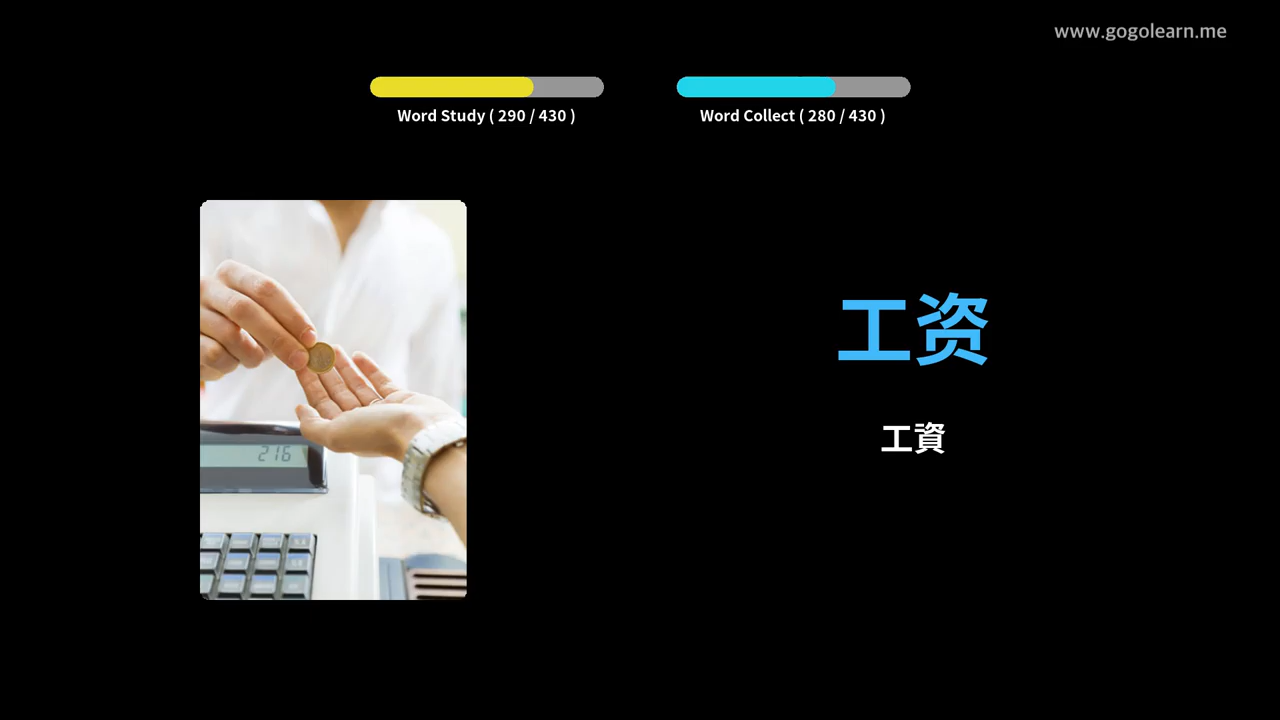 www.gogolearn.me
Word Study ( 290 / 430 )
Word Collect ( 280 / 430 )
工资
工資
216